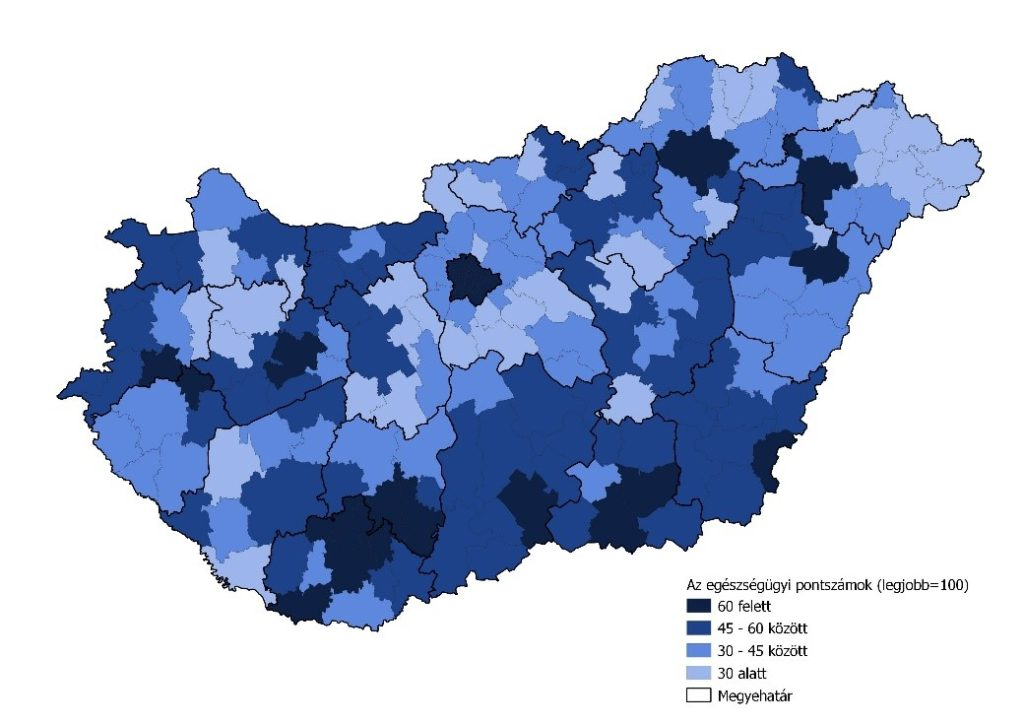 Az egészségügyi pontszámok (legjobb=100)
60 felett
45 - 60 között
30 - 45 között
30 alatt
Megyehatár